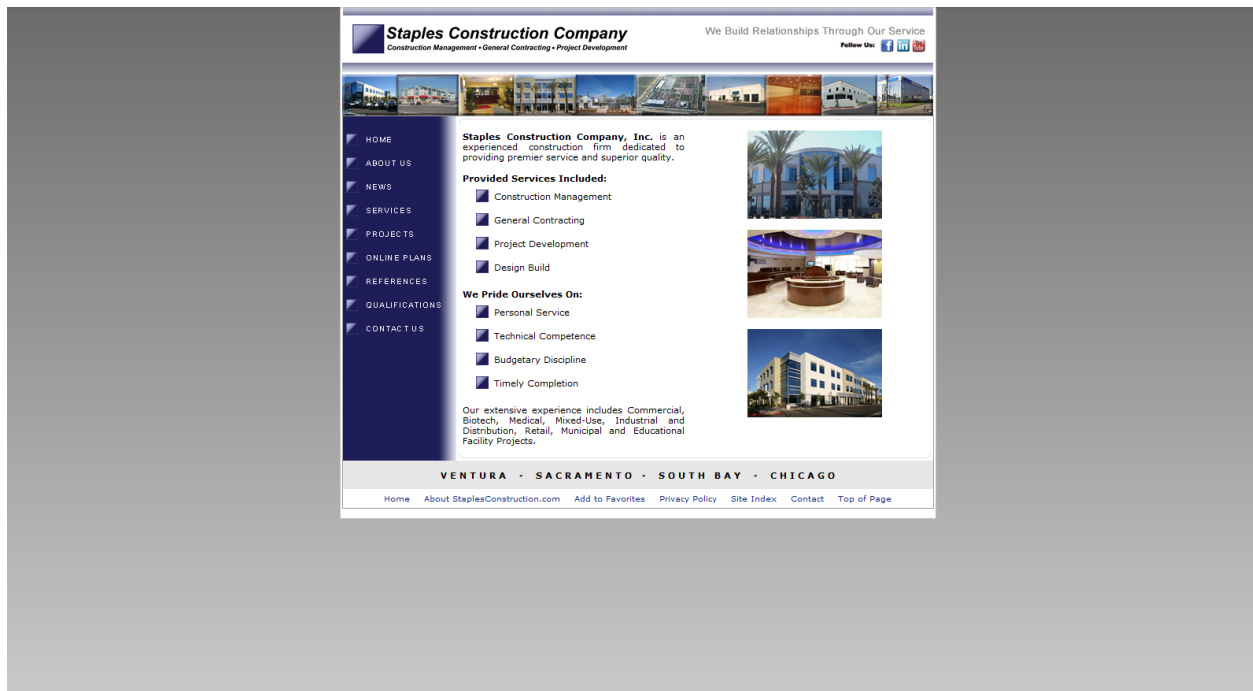 Staples Construction Company
Construction Management • General Contracting • Project Development
We Build Relationships Through Our Service
Follow Us:
HOME
ABOUT US
NEWS
SERVICES
PROJECTS
ONLINE PLANS
REFERENCES
QUALIFICATIONS
CONTACT US
Staples Construction Company, Inc. is an
experienced construction firm dedicated to
providing premier service and superior quality.
Provided Services Included:
Construction Management
General Contracting
Project Development
Design Build
We Pride Ourselves On:
Personal Service
Technical Competence
Budgetary Discipline
Timely Completion
Our extensive experience includes Commercial,
Biotech, Medical, Mixed-Use, Industrial and
Distribution, Retail, Municipal and Educational
Facility Projects.
VENTURA - SACRAMENTO - SOUTH BAY - CHICAGO
Home About StaplesConstruction.com Add to Favorites Privacy Policy Site Index Contact Top of Page